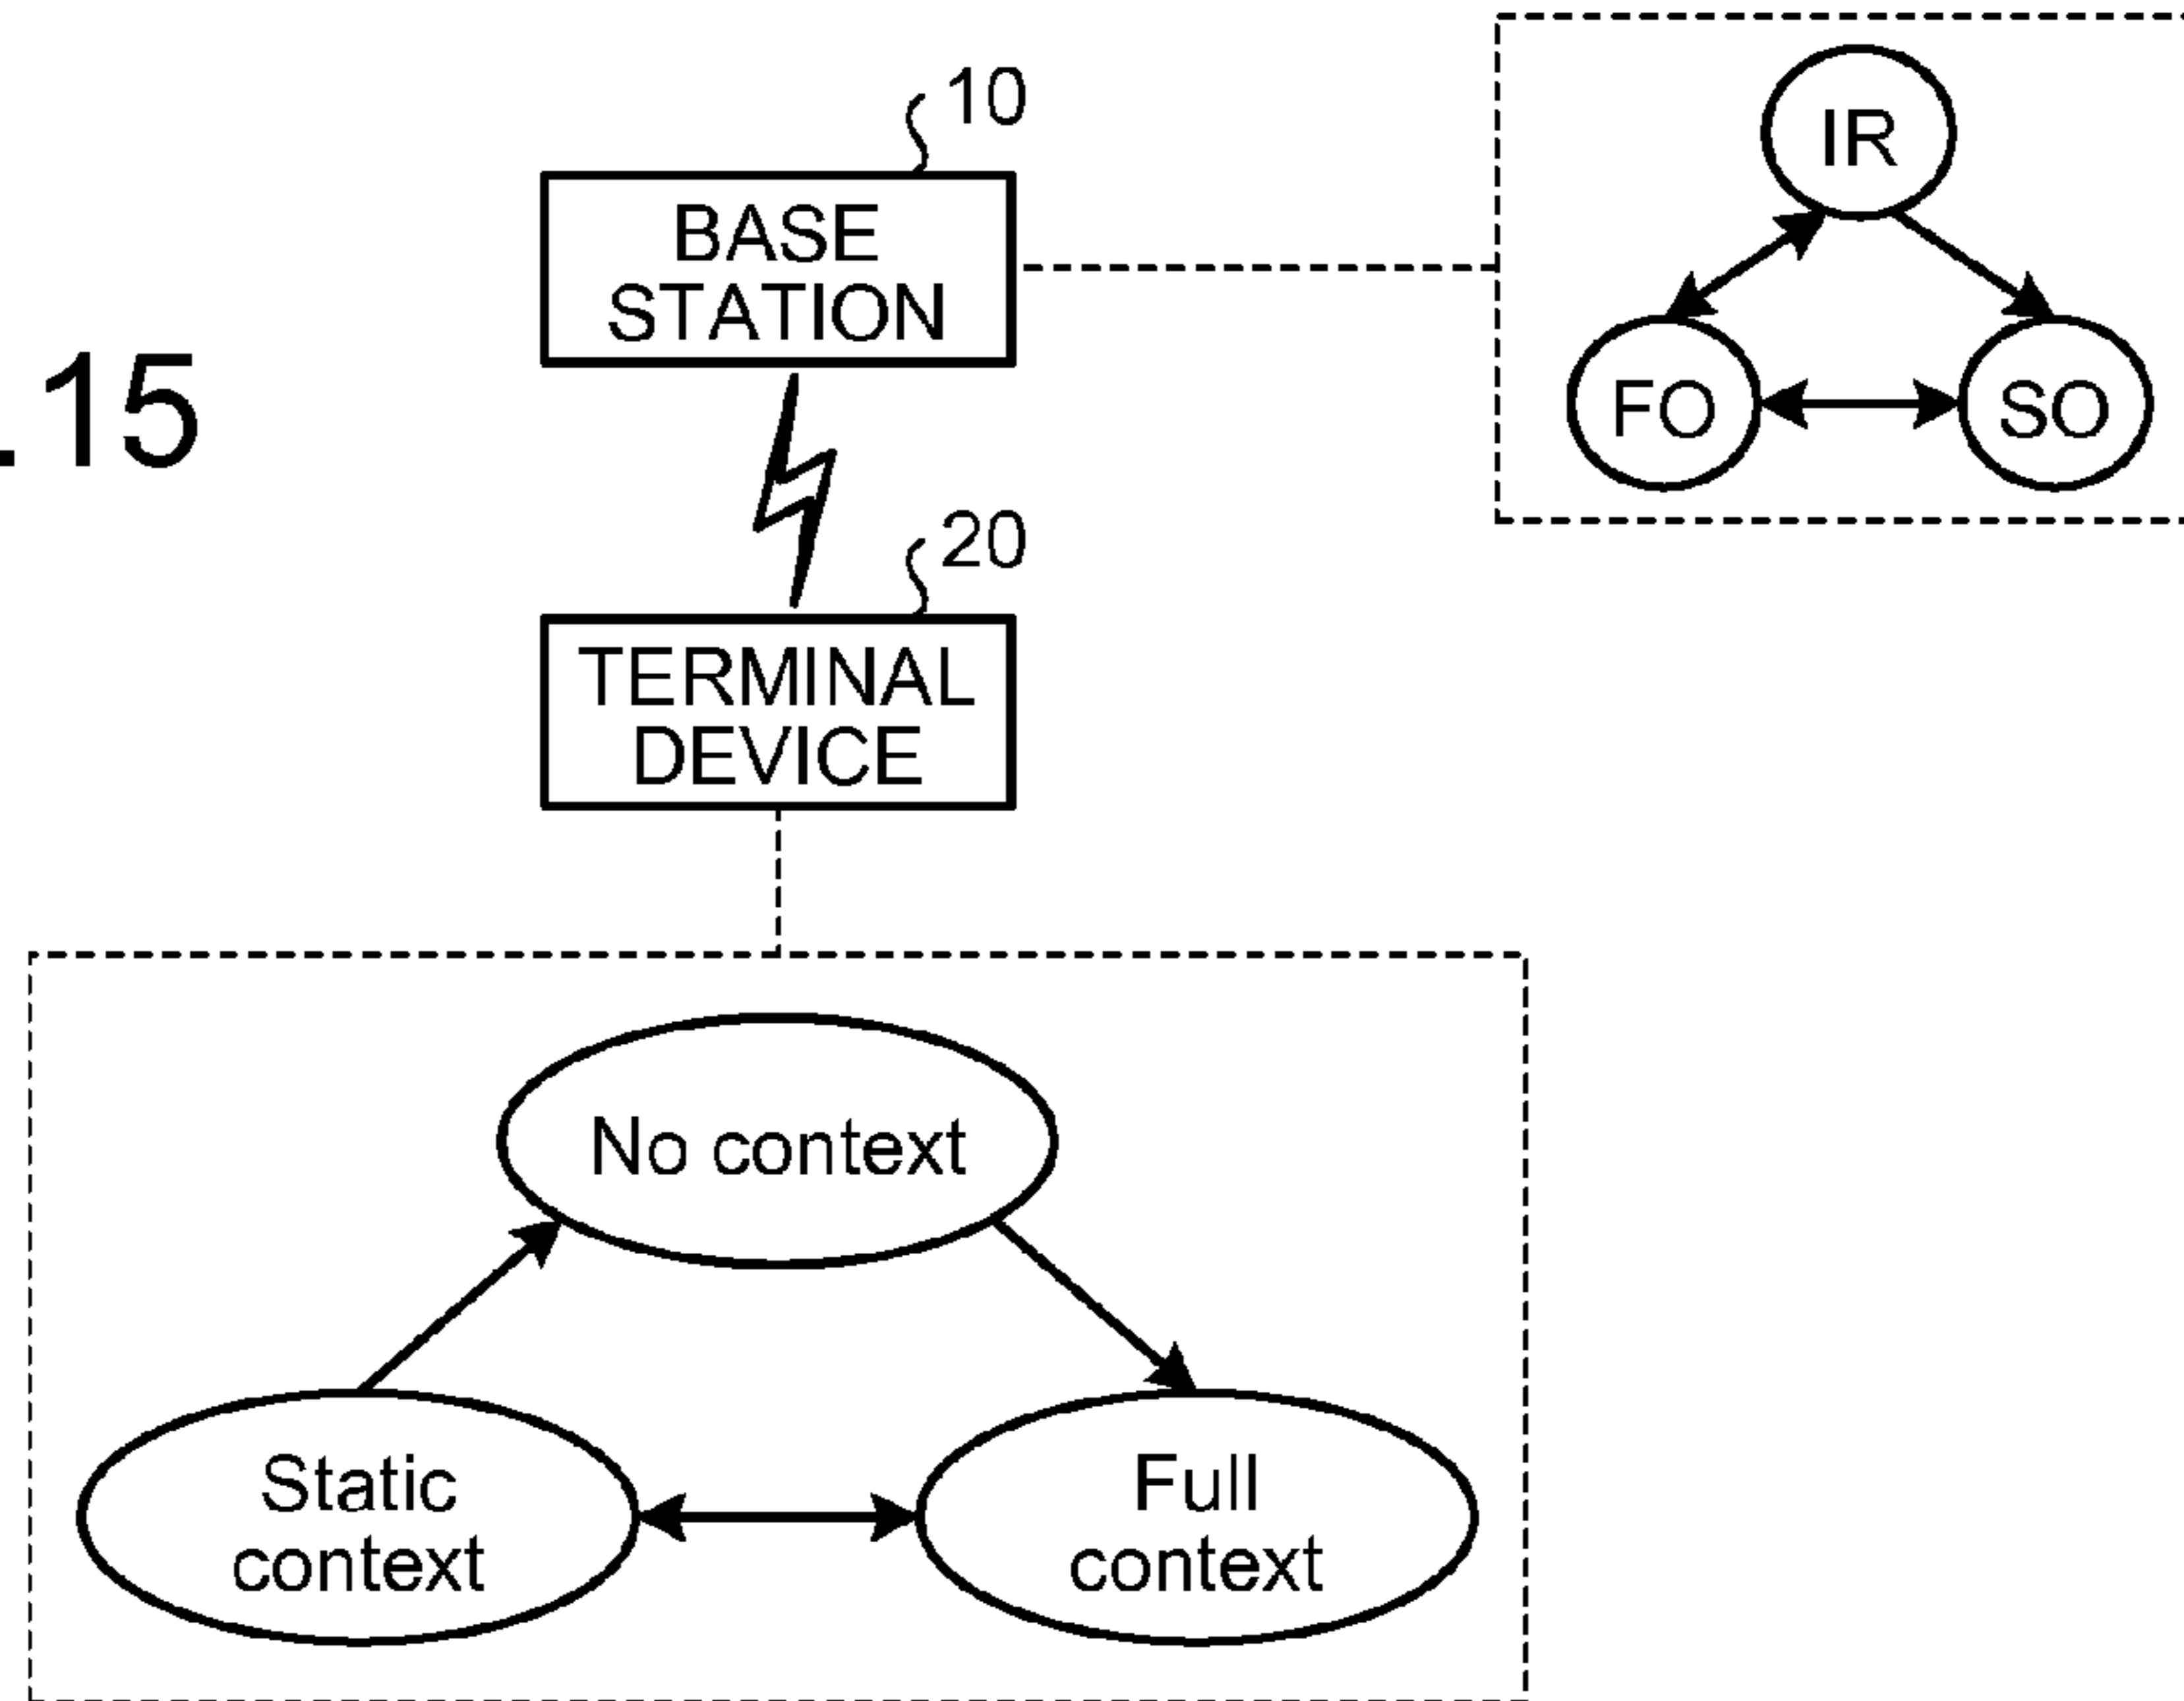 .15
10
BASE
STATION
IR
FO
SO
20
TERMINAL
DEVICE
No context
Static
context
Full
context